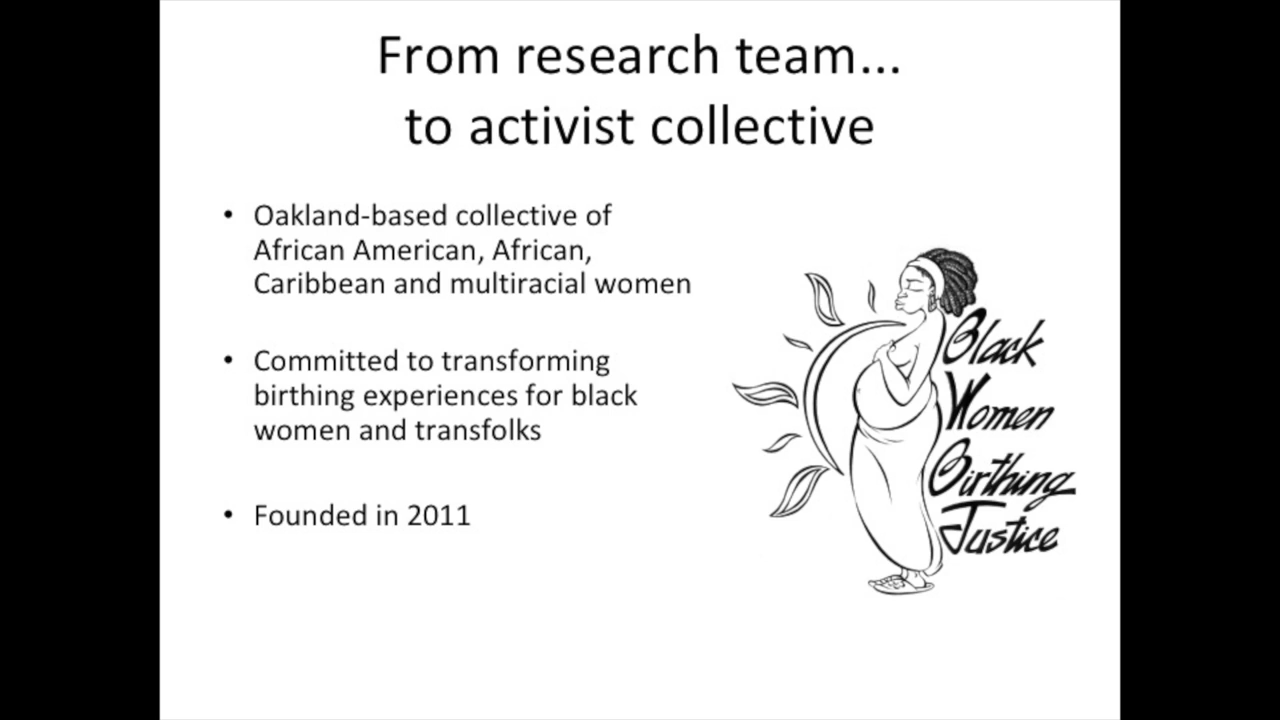 From research team...
to activist collective
• Oakland-based collective of
African American, African,
Caribbean and multiracial women
• Committed to transforming
birthing experiences for black
women and transfolks
• Founded in 2011
Black
Women
Birthing
Justice